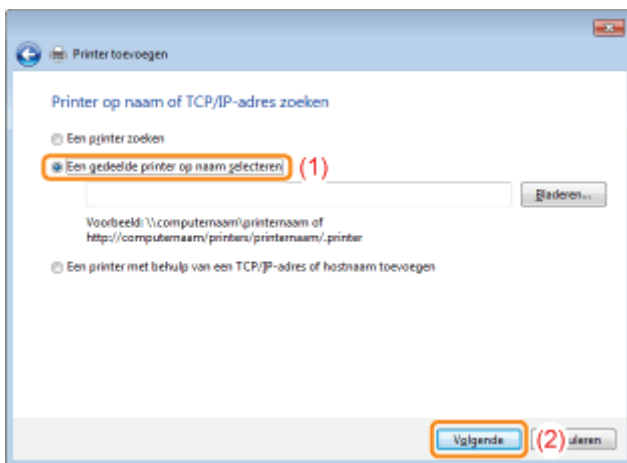 Printer toevoegen
Printer op naam of TCP/IP-adres zoeken
Een printer zoeken
Een gedeelde printer op naam selecteren (1)
Bladeren...
Voorbeeld: \\computernaam\printernaam of
http://computernaam/printers/printernaam/.printer
Een printer met behulp van een TCP/IP-adres of hostnaam toevoegen
Volgende (2) uleren